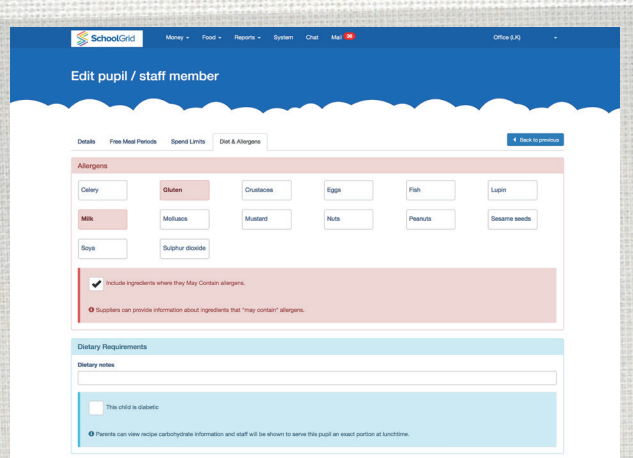 SchoolGrid Money Food Reports System Chat Mail 36 Office (LK)
Edit pupil / staff member
Details Free Meal Periods Spend Limits Diet & Allergens Back to previous
Allergens
Celery Gluten Crustacea Eggs Fish Lupin
Milk Molluscs Mustard Nuts Peanuts Sesame seeds
Soya Sulphur dioxide
Include ingredients where they May Contain allergens.
Suppliers can provide information about ingredients that "may contain" allergens.
Dietary Requirements
Dietary notes
This child is diabetic
Parents can view recipe carbohydrate information and staff will be shown to serve this pupil an exact portion at lunchtime.